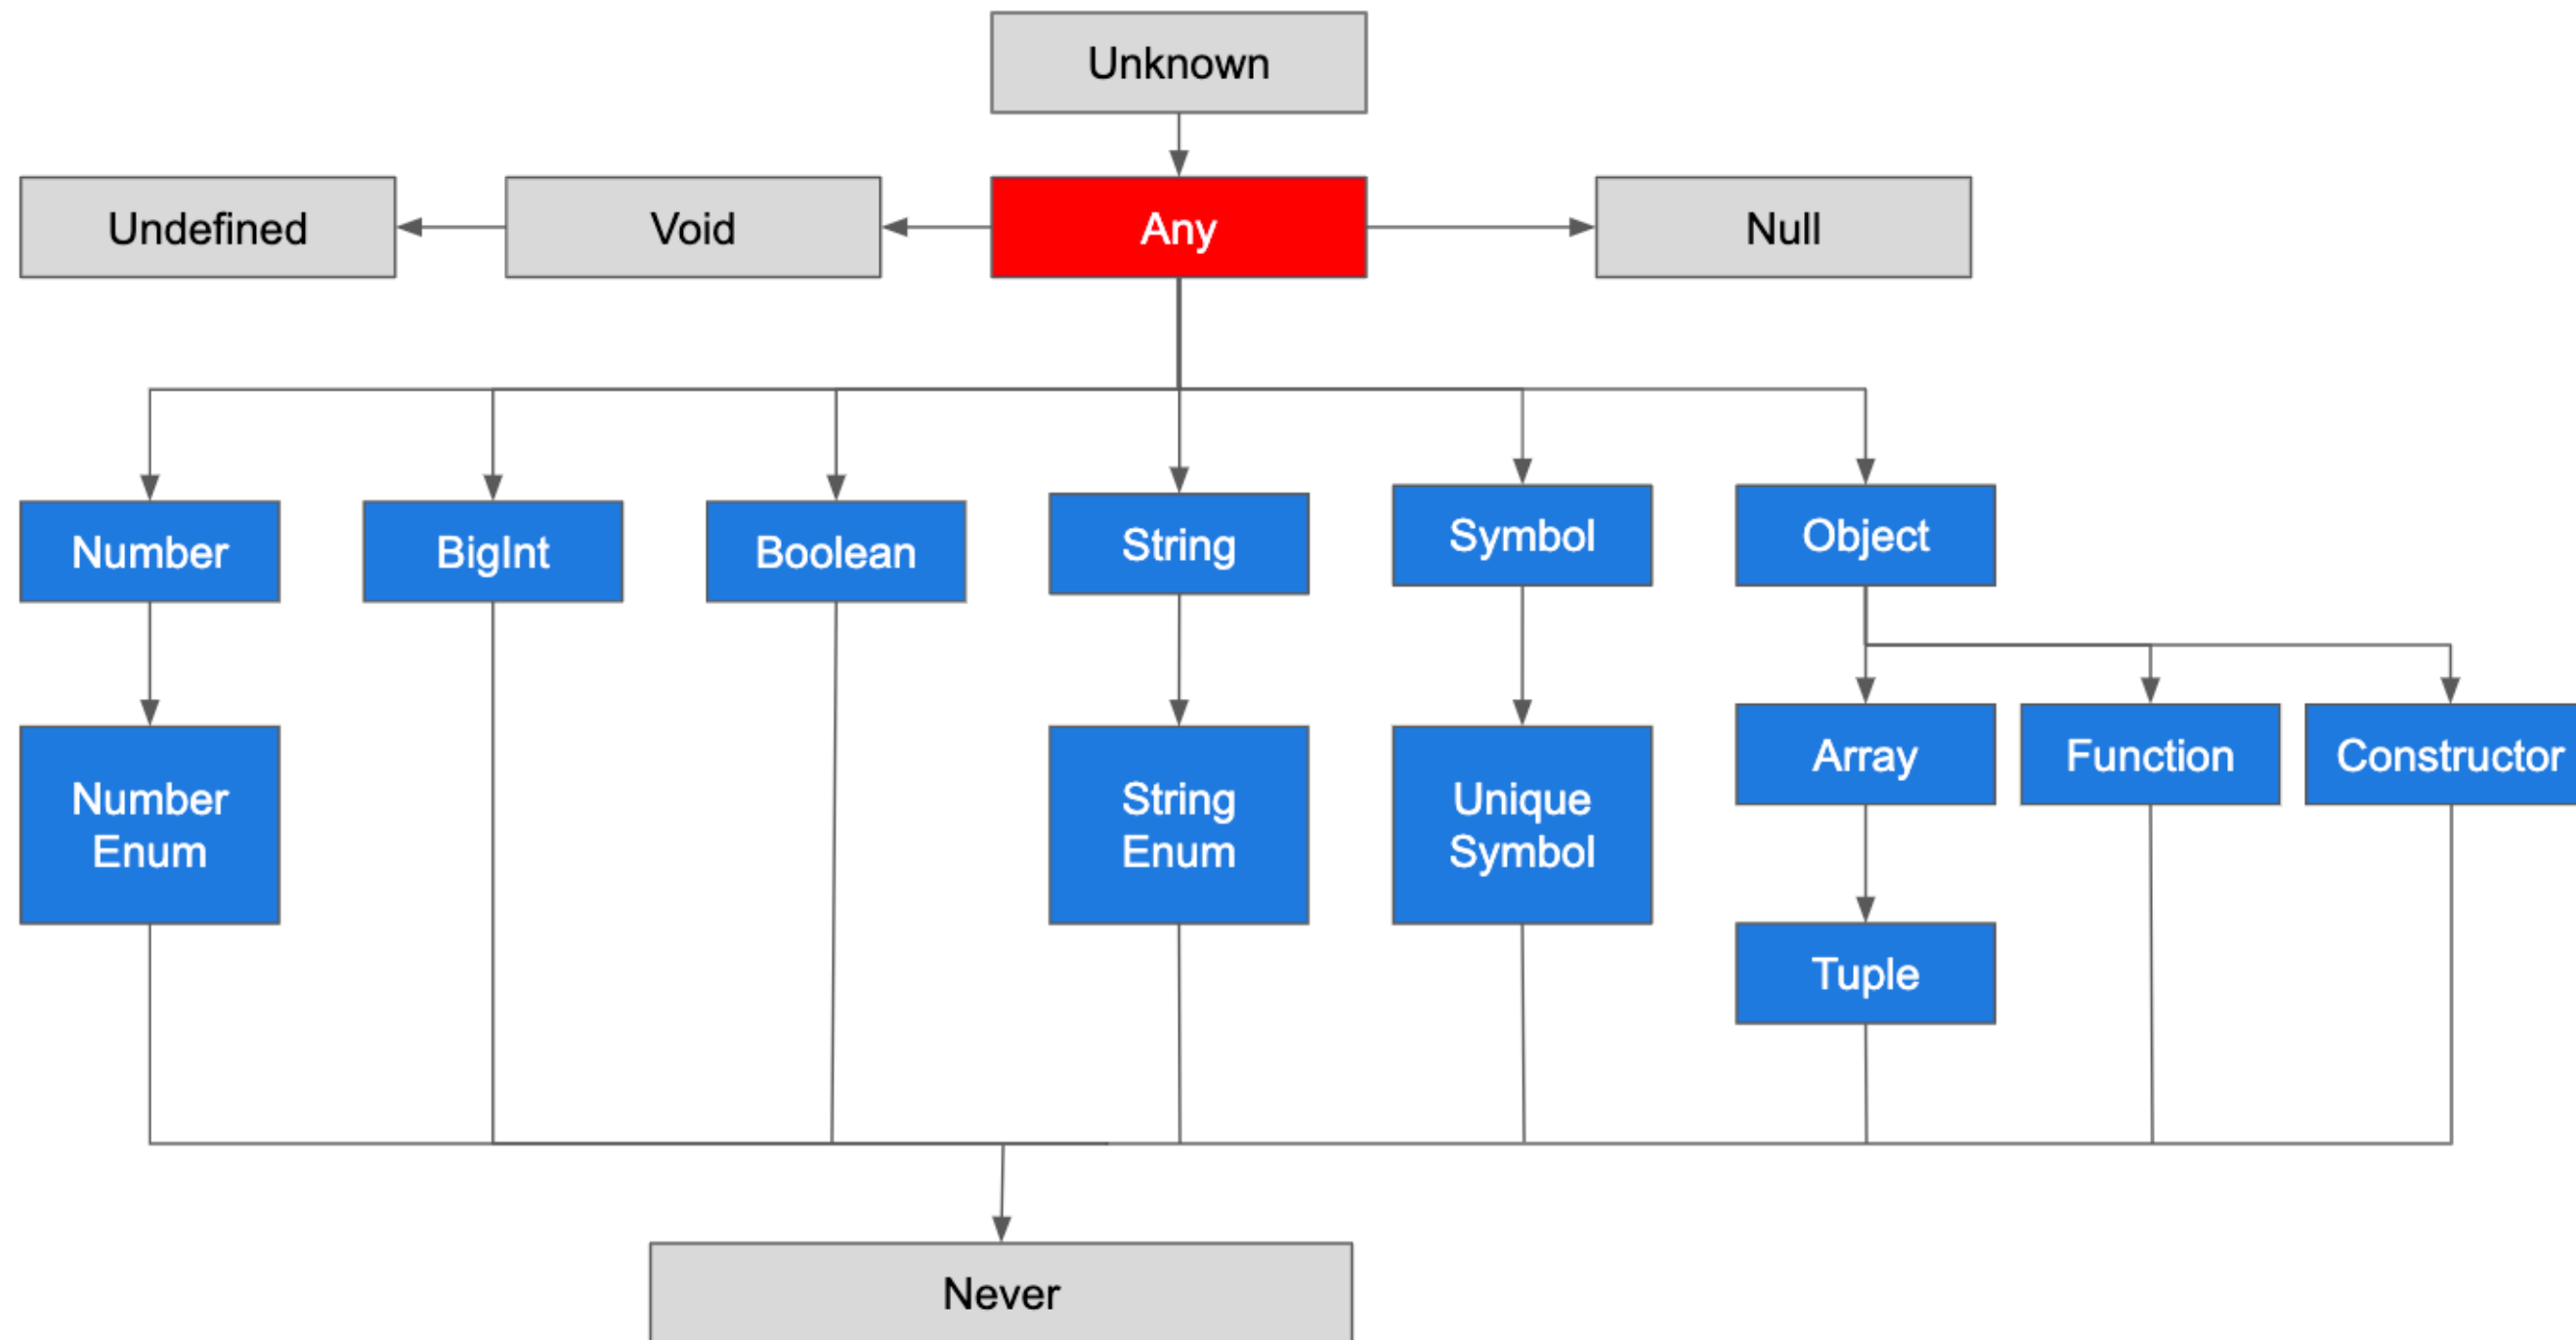 Unknown
Undefined
Void
Any
Null
Number
BigInt
Boolean
String
Symbol
Object
Number
Enum
String
Enum
Unique
Symbol
Array
Function
Constructor
Tuple
Never